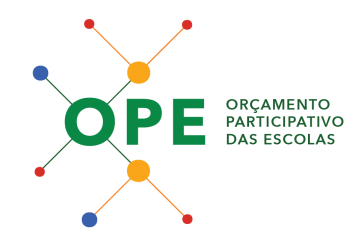 OPE
ORÇAMENTO
PARTICIPATIVO
DAS ESCOLAS